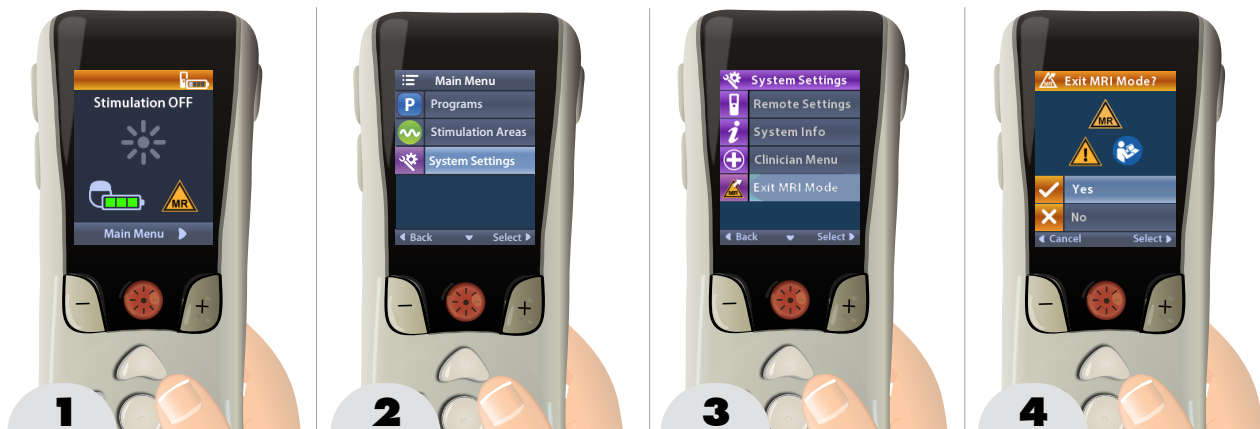 Stimulation OFF
MR
Main Menu
− +
1
Main Menu
P Programs
Stimulation Areas
System Settings
Back Select
− +
2
System Settings
Remote Settings
i System Info
Clinician Menu
MR Exit MRI Mode
Back Select
− +
3
MR Exit MRI Mode?
MR
!
Yes
No
Cancel Select
− +
4